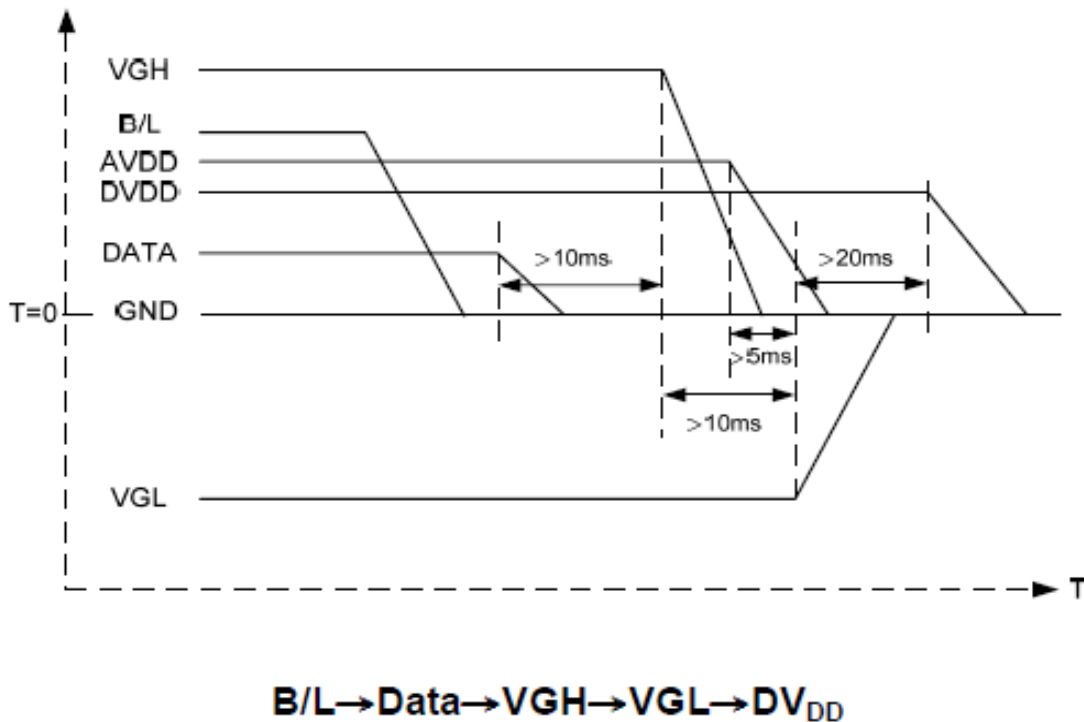 VGH
B/L
AVDD
DVDD
DATA
>10ms
>20ms
T=0
GND
>5ms
>10ms
VGL
T
B/L→Data→VGH→VGL→DVDD